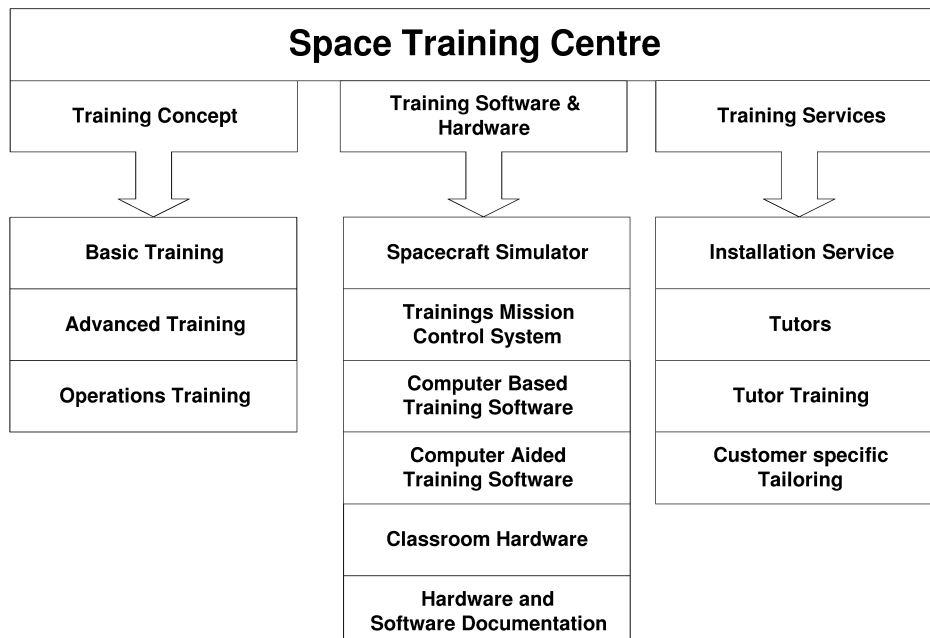 Space Training Centre
Training Concept
Training Software &
Hardware
Training Services
Basic Training
Advanced Training
Operations Training
Spacecraft Simulator
Trainings Mission
Control System
Computer Based
Training Software
Computer Aided
Training Software
Classroom Hardware
Hardware and
Software Documentation
Installation Service
Tutors
Tutor Training
Customer specific
Tailoring